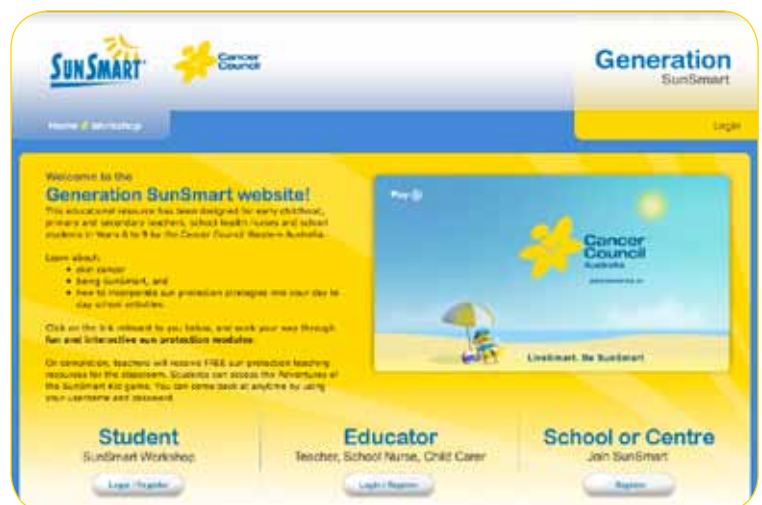 SunSmart
Cancer
Council
Generation
SunSmart
Home Workshop
Login
Welcome to the
Generation SunSmart website!
This educational resource has been designed for early childhood,
primary and secondary teachers, school health nurses and school
students in Years 6 to 9 for the Cancer Council Western Australia.
Learn about:
• skin cancer
• being SunSmart, and
• how to incorporate sun protection strategies into your day to
day school activities.
Click on the link relevant to you below, and work your way through
fun and interactive sun protection modules.
On completion, teachers will receive FREE sun protection teaching
resources for the classroom. Students can access the Adventures of
the SunSmart Kid game. You can come back at anytime by using
your username and password.
Play
Cancer
Council
Australia
LiveSmart. Be SunSmart
Student
SunSmart Workshop
Login / Register
Educator
Teacher, School Nurse, Child Carer
Login / Register
School or Centre
Join SunSmart
Register